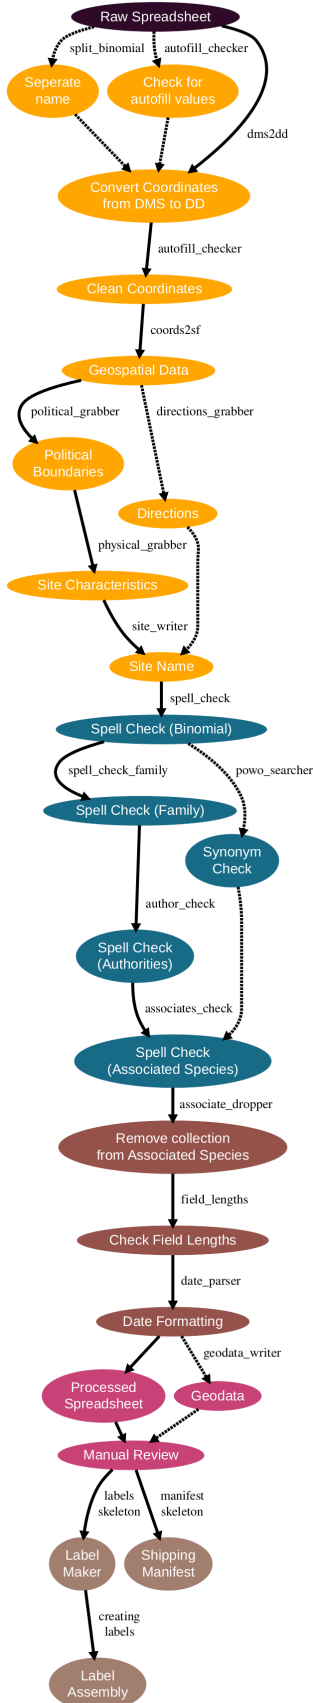 Raw Spreadsheet
split_binomial
autofill_checker
Seperate
name
Check for
autofill values
dms2dd
Convert Coordinates
from DMS to DD
autofill_checker
Clean Coordinates
coords2sf
Geospatial Data
political_grabber
directions_grabber
Political
Boundaries
Directions
physical_grabber
Site Characteristics
site_writer
Site Name
spell_check
Spell Check (Binomial)
spell_check_family
powo_searcher
Spell Check (Family)
Synonym
Check
author_check
Spell Check
(Authorities)
associates_check
Spell Check
(Associated Species)
associate_dropper
Remove collection
from Associated Species
field_lengths
Check Field Lengths
date_parser
Date Formatting
geodata_writer
Processed
Spreadsheet
Geodata
Manual Review
labels
skeleton
manifest
skeleton
Label
Maker
Shipping
Manifest
creating
labels
Label
Assembly